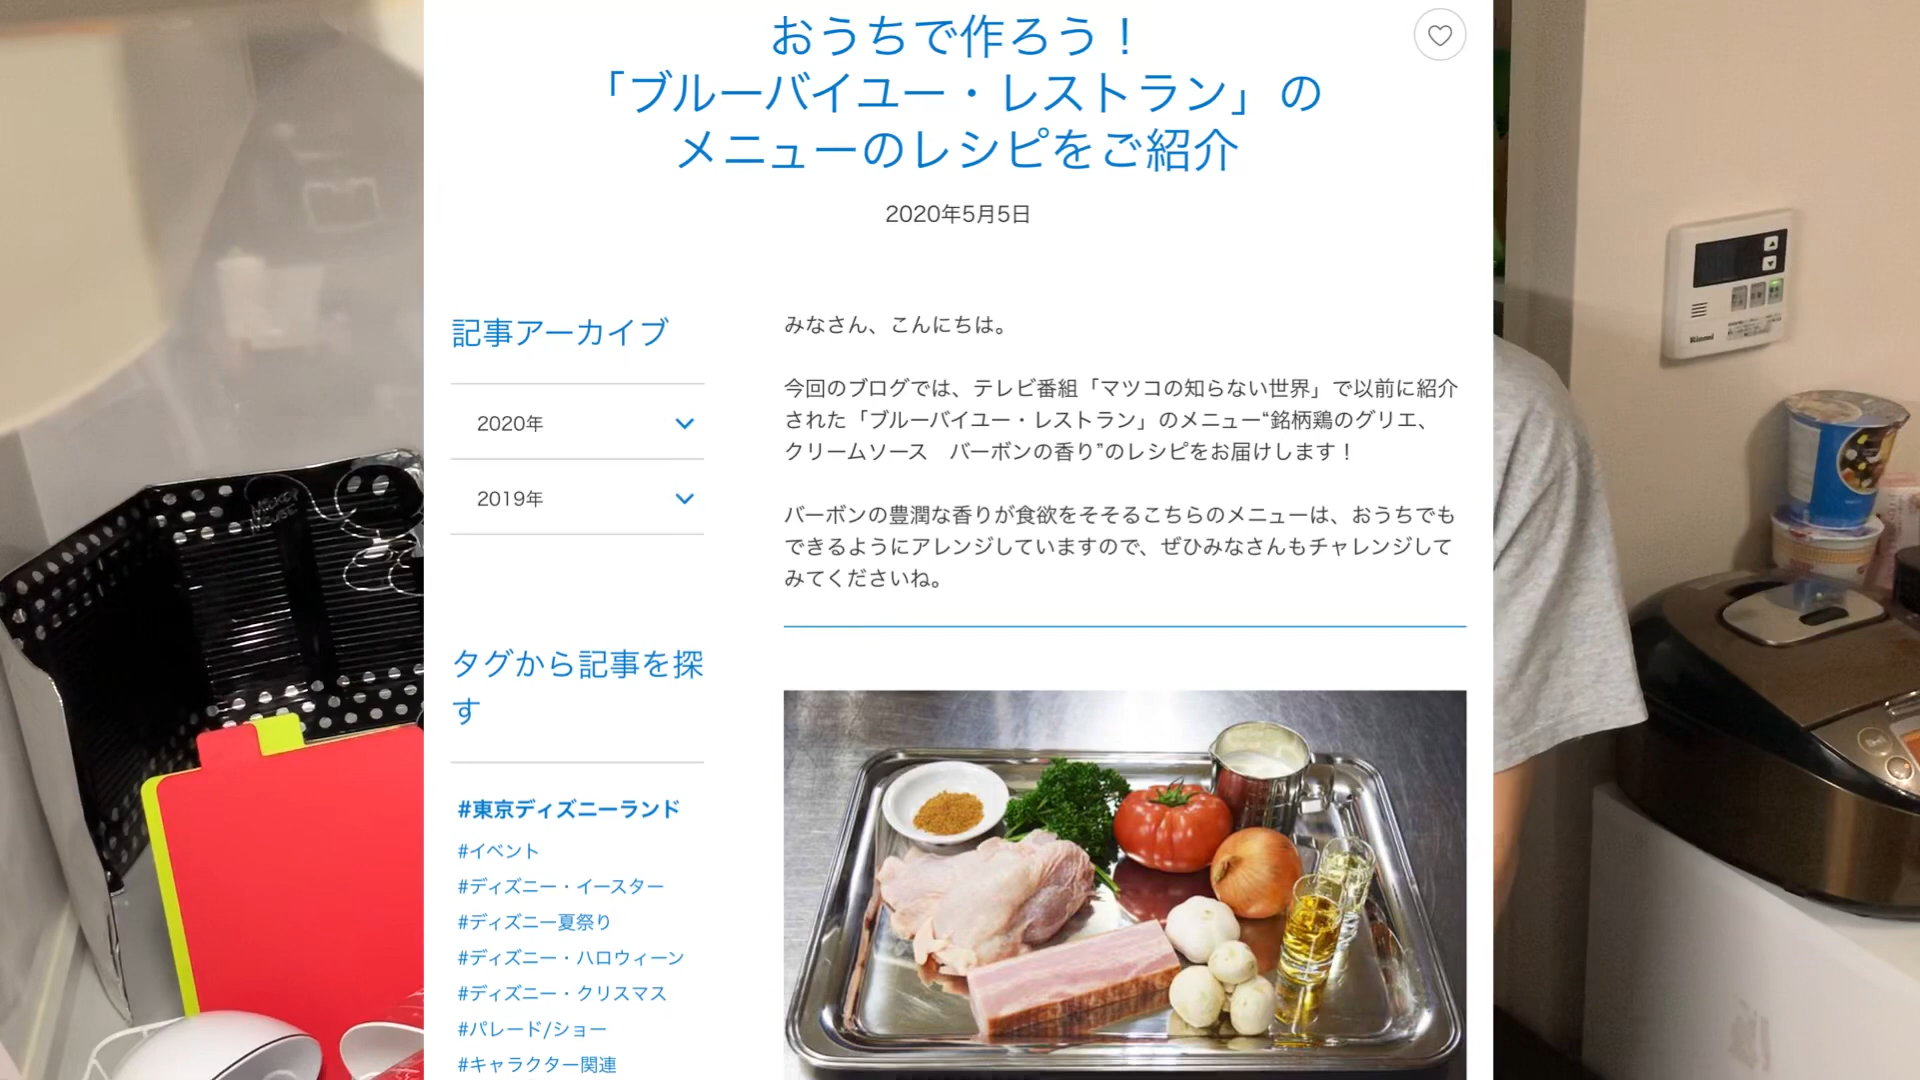 おうちで作ろう！
「ブルーバイユー・レストラン」の
メニューのレシピをご紹介
2020年5月5日
記事アーカイブ
2020年
2019年
タグから記事を探
す
#東京ディズニーランド
#イベント
#ディズニー・イースター
#ディズニー夏祭り
#ディズニー・ハロウィーン
#ディズニー・クリスマス
#パレード/ショー
#キャラクター関連
みなさん、こんにちは。
今回のブログでは、テレビ番組「マツコの知らない世界」で以前に紹介
された「ブルーバイユー・レストラン」のメニュー“銘柄鶏のグリエ、
クリームソース　バーボンの香り”のレシピをお届けします！
バーボンの豊潤な香りが食欲をそそるこちらのメニューは、おうちでも
できるようにアレンジしていますので、ぜひみなさんもチャレンジして
みてくださいね。
MICKEY
MOUSE
Rinnai